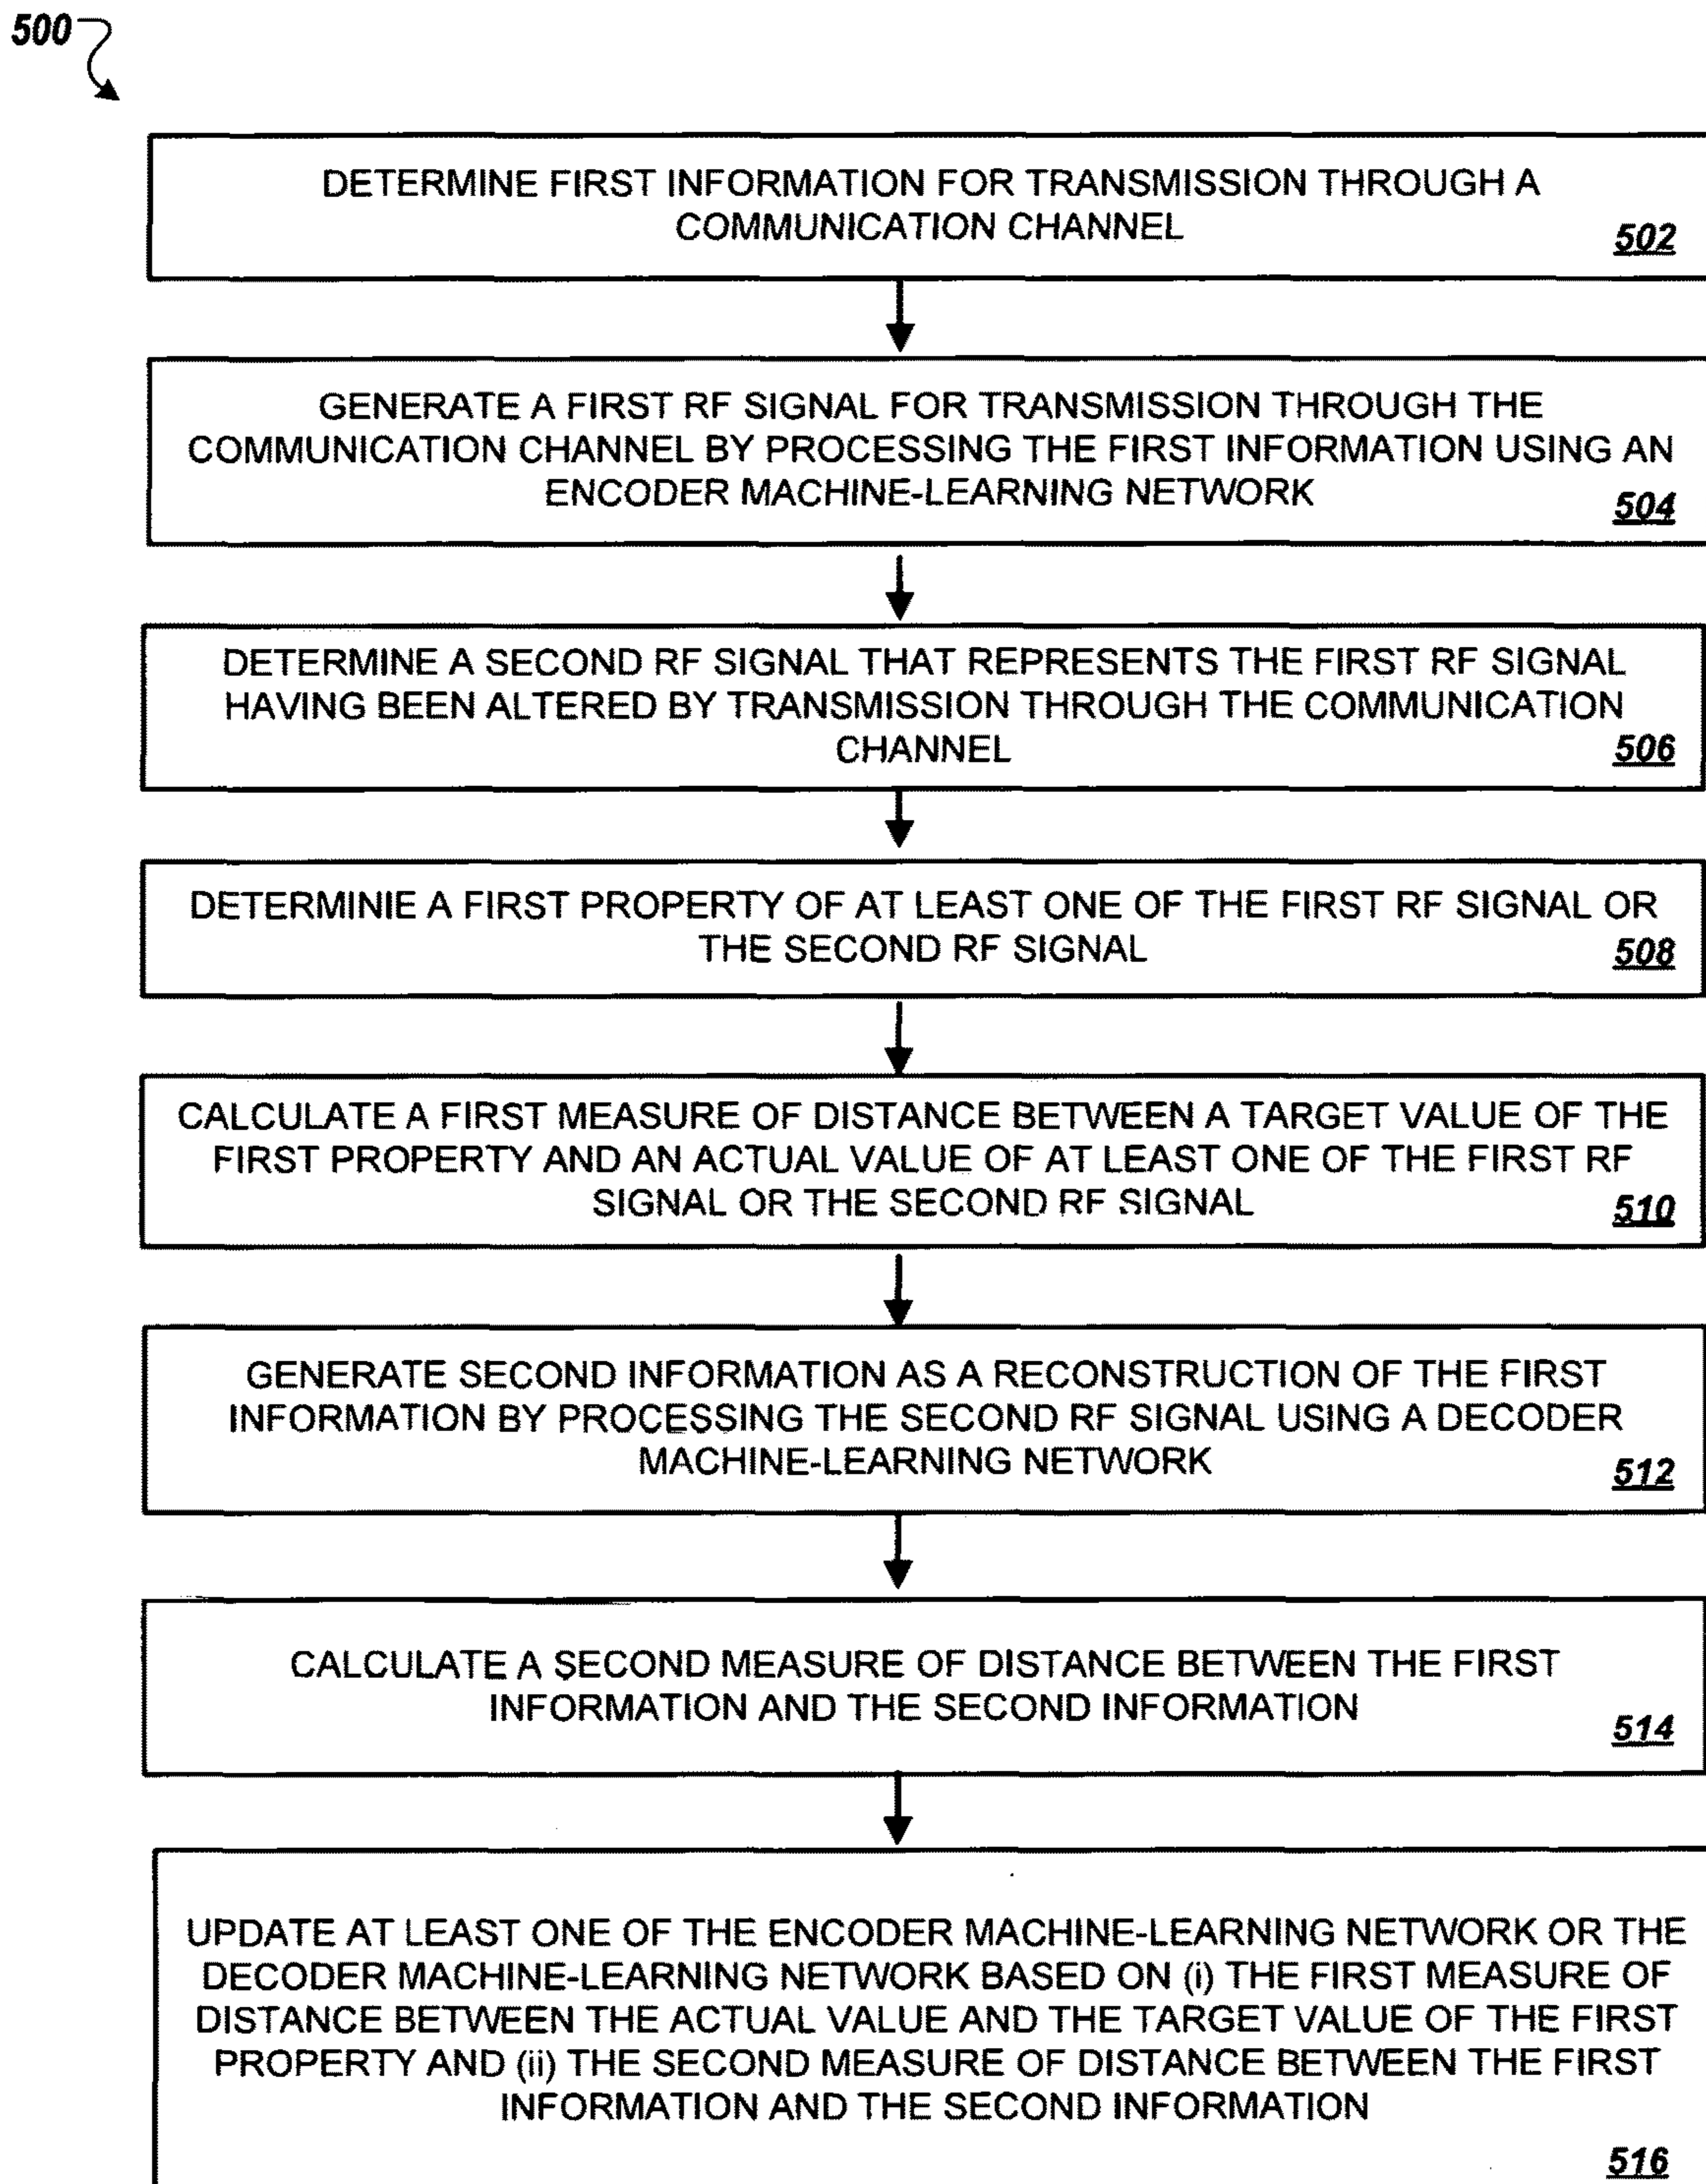 500
DETERMINE FIRST INFORMATION FOR TRANSMISSION THROUGH A
COMMUNICATION CHANNEL
502
GENERATE A FIRST RF SIGNAL FOR TRANSMISSION THROUGH THE
COMMUNICATION CHANNEL BY PROCESSING THE FIRST INFORMATION USING AN
ENCODER MACHINE-LEARNING NETWORK
504
DETERMINE A SECOND RF SIGNAL THAT REPRESENTS THE FIRST RF SIGNAL
HAVING BEEN ALTERED BY TRANSMISSION THROUGH THE COMMUNICATION
CHANNEL
506
DETERMINIE A FIRST PROPERTY OF AT LEAST ONE OF THE FIRST RF SIGNAL OR
THE SECOND RF SIGNAL
508
CALCULATE A FIRST MEASURE OF DISTANCE BETWEEN A TARGET VALUE OF THE
FIRST PROPERTY AND AN ACTUAL VALUE OF AT LEAST ONE OF THE FIRST RF
SIGNAL OR THE SECOND RF SIGNAL
510
GENERATE SECOND INFORMATION AS A RECONSTRUCTION OF THE FIRST
INFORMATION BY PROCESSING THE SECOND RF SIGNAL USING A DECODER
MACHINE-LEARNING NETWORK
512
CALCULATE A SECOND MEASURE OF DISTANCE BETWEEN THE FIRST
INFORMATION AND THE SECOND INFORMATION
514
UPDATE AT LEAST ONE OF THE ENCODER MACHINE-LEARNING NETWORK OR THE
DECODER MACHINE-LEARNING NETWORK BASED ON (i) THE FIRST MEASURE OF
DISTANCE BETWEEN THE ACTUAL VALUE AND THE TARGET VALUE OF THE FIRST
PROPERTY AND (ii) THE SECOND MEASURE OF DISTANCE BETWEEN THE FIRST
INFORMATION AND THE SECOND INFORMATION
516